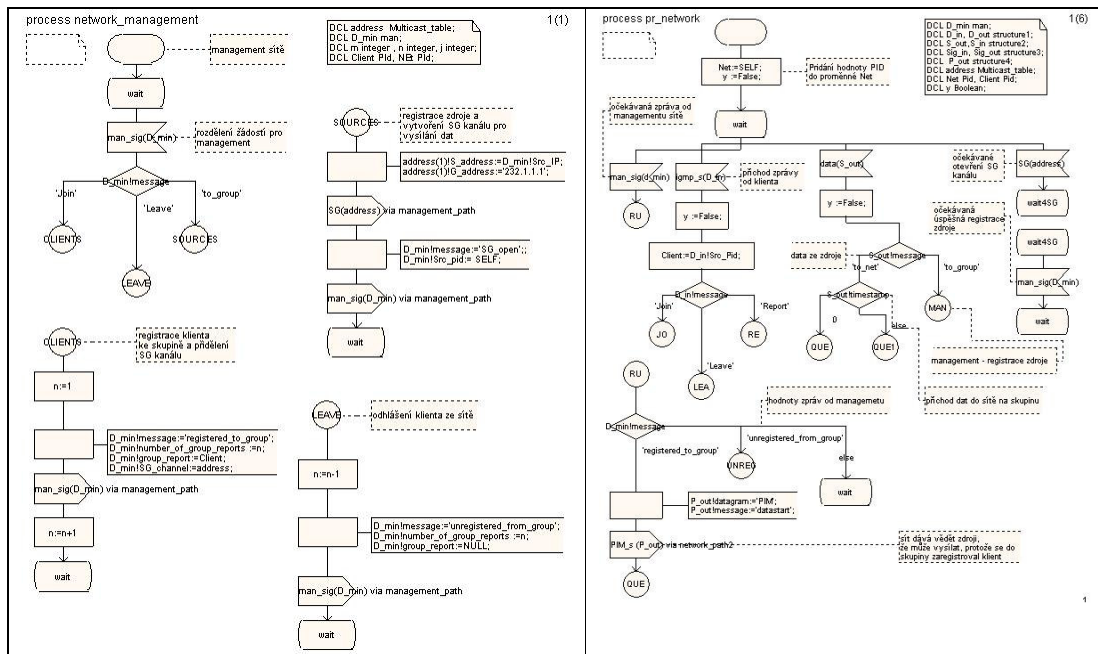 process network_management
1(1)
management sítě
DCL address Multicast_table;
DCL D_min man;
DCL m integer , n integer, j integer;
DCL Client PId, NEt Pid;
wait
man_sig(D_min)
rozdělení žádostí pro
management
D_min!message
'Join'
'Leave'
'to_group'
CLIENTS
SOURCES
LEAVE
SOURCES
registrace zdroje a
vytvoření SG kanálu pro
vysílání dat
address(1)!S_address:=D_min!Src_IP;
address(1)!G_address:='232.1.1.1';
SG(address) via management_path
D_min!message:='SG_open';;
D_min!Src_pid:= SELF;
man_sig(D_min) via management_path
wait
CLIENTS
registrace klienta
ke skupině a přidělení
SG kanálu
n:=1
D_min!message:='registered_to_group';
D_min!number_of_group_reports :=n;
D_min!group_report:=Client;
D_min!SG_channel:=address;
man_sig(D_min) via management_path
n:=n+1
wait
LEAVE
odhlášení klienta ze sítě
n:=n-1
D_min!message:='unregistered_from_group';
D_min!number_of_group_reports :=n;
D_min!group_report:=NULL;
man_sig(D_min) via management_path
wait
process pr_network
1(6)
DCL D_min man;
DCL D_in, D_out structure1;
DCL S_out,S_in structure2;
DCL Sig_in, Sig_out structure3;
DCL P_out structure4;
DCL address Multicast_table;
DCL Net Pid, Client Pid;
DCL y Boolean;
Net:=SELF;
y :=False;
Přidání hodnoty PID
do proměnné Net
očekávaná zpráva od
managementu sítě
wait
man_sig(d_min)
igmp_s(D_in)
příchod zprávy
od klienta
data(S_out)
očekávané
otevření SG
kanálu
SG(address)
RU
y :=False;
y :=False;
wait4SG
očekávaná
úspěšná registrace
zdroje
wait4SG
Client:=D_in!Src_Pid;
data ze zdroje
S_out!message
'to_net'
'to_group'
man_sig(D_min)
D_in!message
'Join'
'Report'
'Leave'
S_out!timestamp
0
else
MAN
wait
JO
RE
QUE
QUE1
LEA
management - registrace zdroje
příchod dat do sítě na skupinu
RU
hodnoty zpráv od managemetu
D_min!message
'registered_to_group'
'unregistered_from_group'
else
UNREG
wait
P_out!datagram:='PIM';
P_out!message:='datastart';
PIM_s (P_out) via network_path2
síť dává vědět zdroji,
že může vysílat, protože se do
skupiny zaregistroval klient
QUE
1